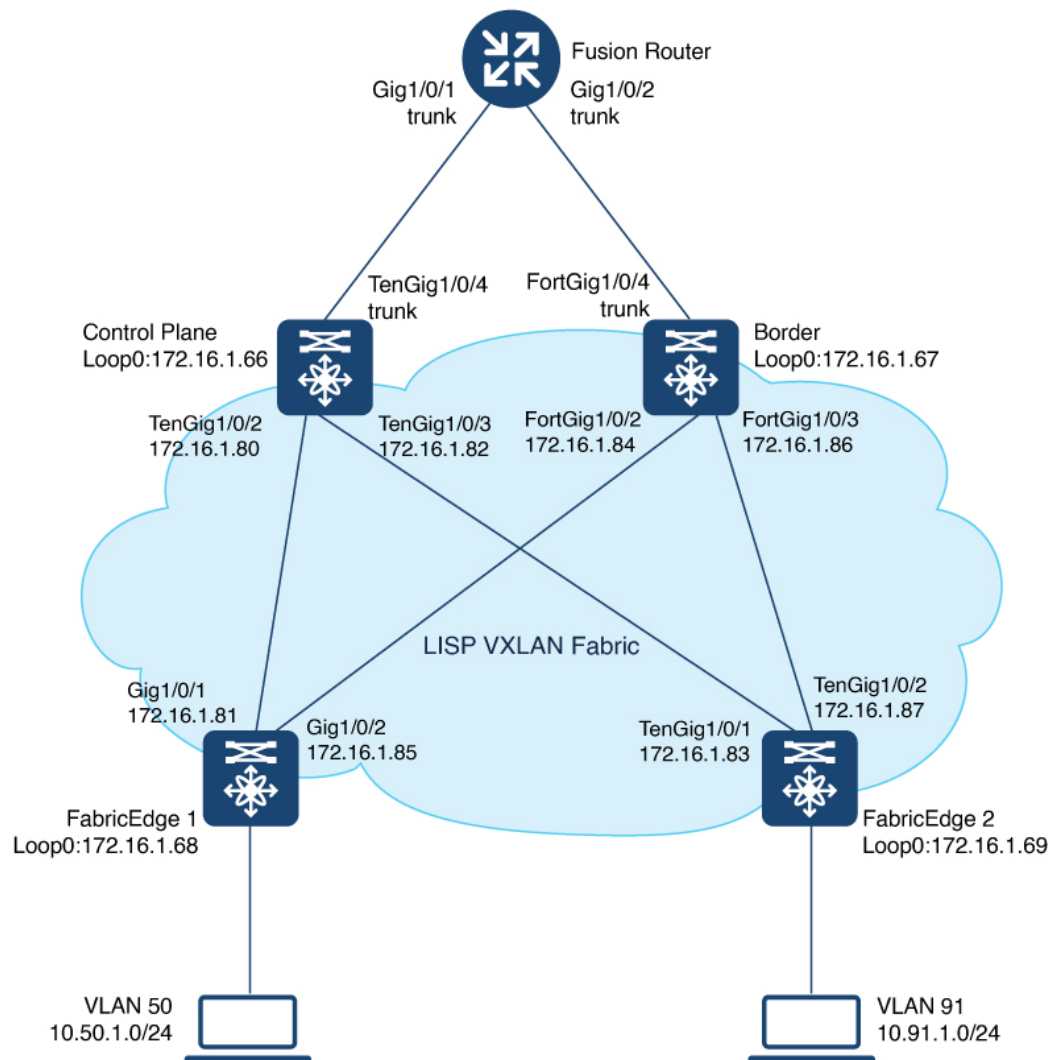 Fusion Router
Gig1/0/1
trunk
Gig1/0/2
trunk
TenGig1/0/4
trunk
FortGig1/0/4
trunk
Control Plane
Loop0:172.16.1.66
Border
Loop0:172.16.1.67
TenGig1/0/2
172.16.1.80
TenGig1/0/3
172.16.1.82
FortGig1/0/2
172.16.1.84
FortGig1/0/3
172.16.1.86
LISP VXLAN Fabric
Gig1/0/1
172.16.1.81
Gig1/0/2
172.16.1.85
TenGig1/0/1
172.16.1.83
TenGig1/0/2
172.16.1.87
FabricEdge 1
Loop0:172.16.1.68
FabricEdge 2
Loop0:172.16.1.69
VLAN 50
10.50.1.0/24
VLAN 91
10.91.1.0/24